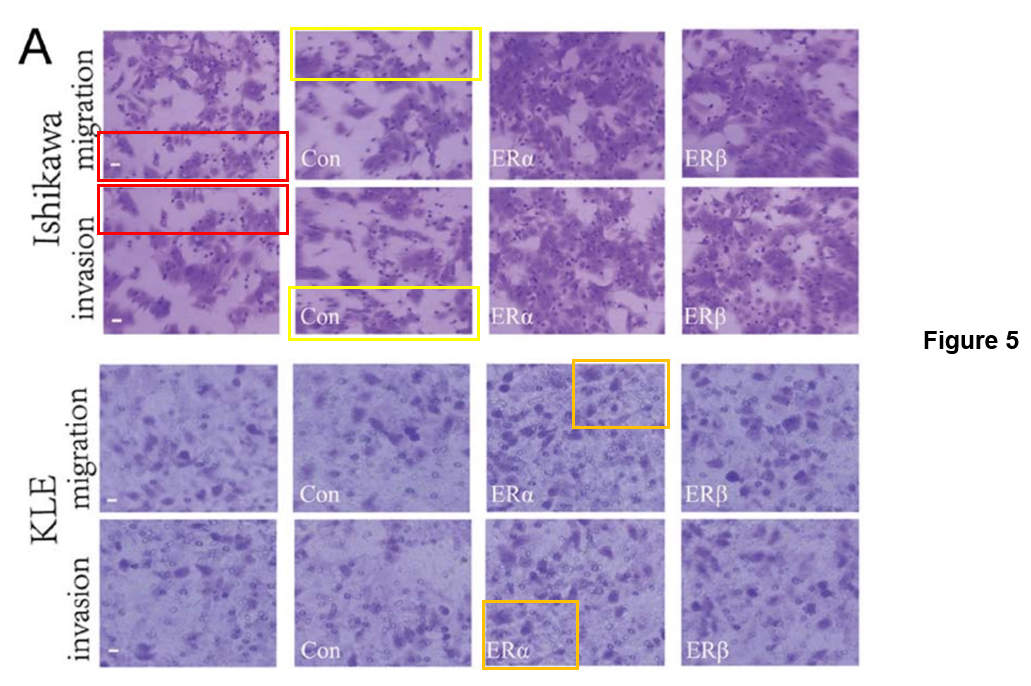 A
Ishikawa
migration
Con
ERα
ERβ
invasion
Con
ERα
ERβ
Figure 5
KLE
migration
Con
ERα
ERβ
invasion
Con
ERα
ERβ